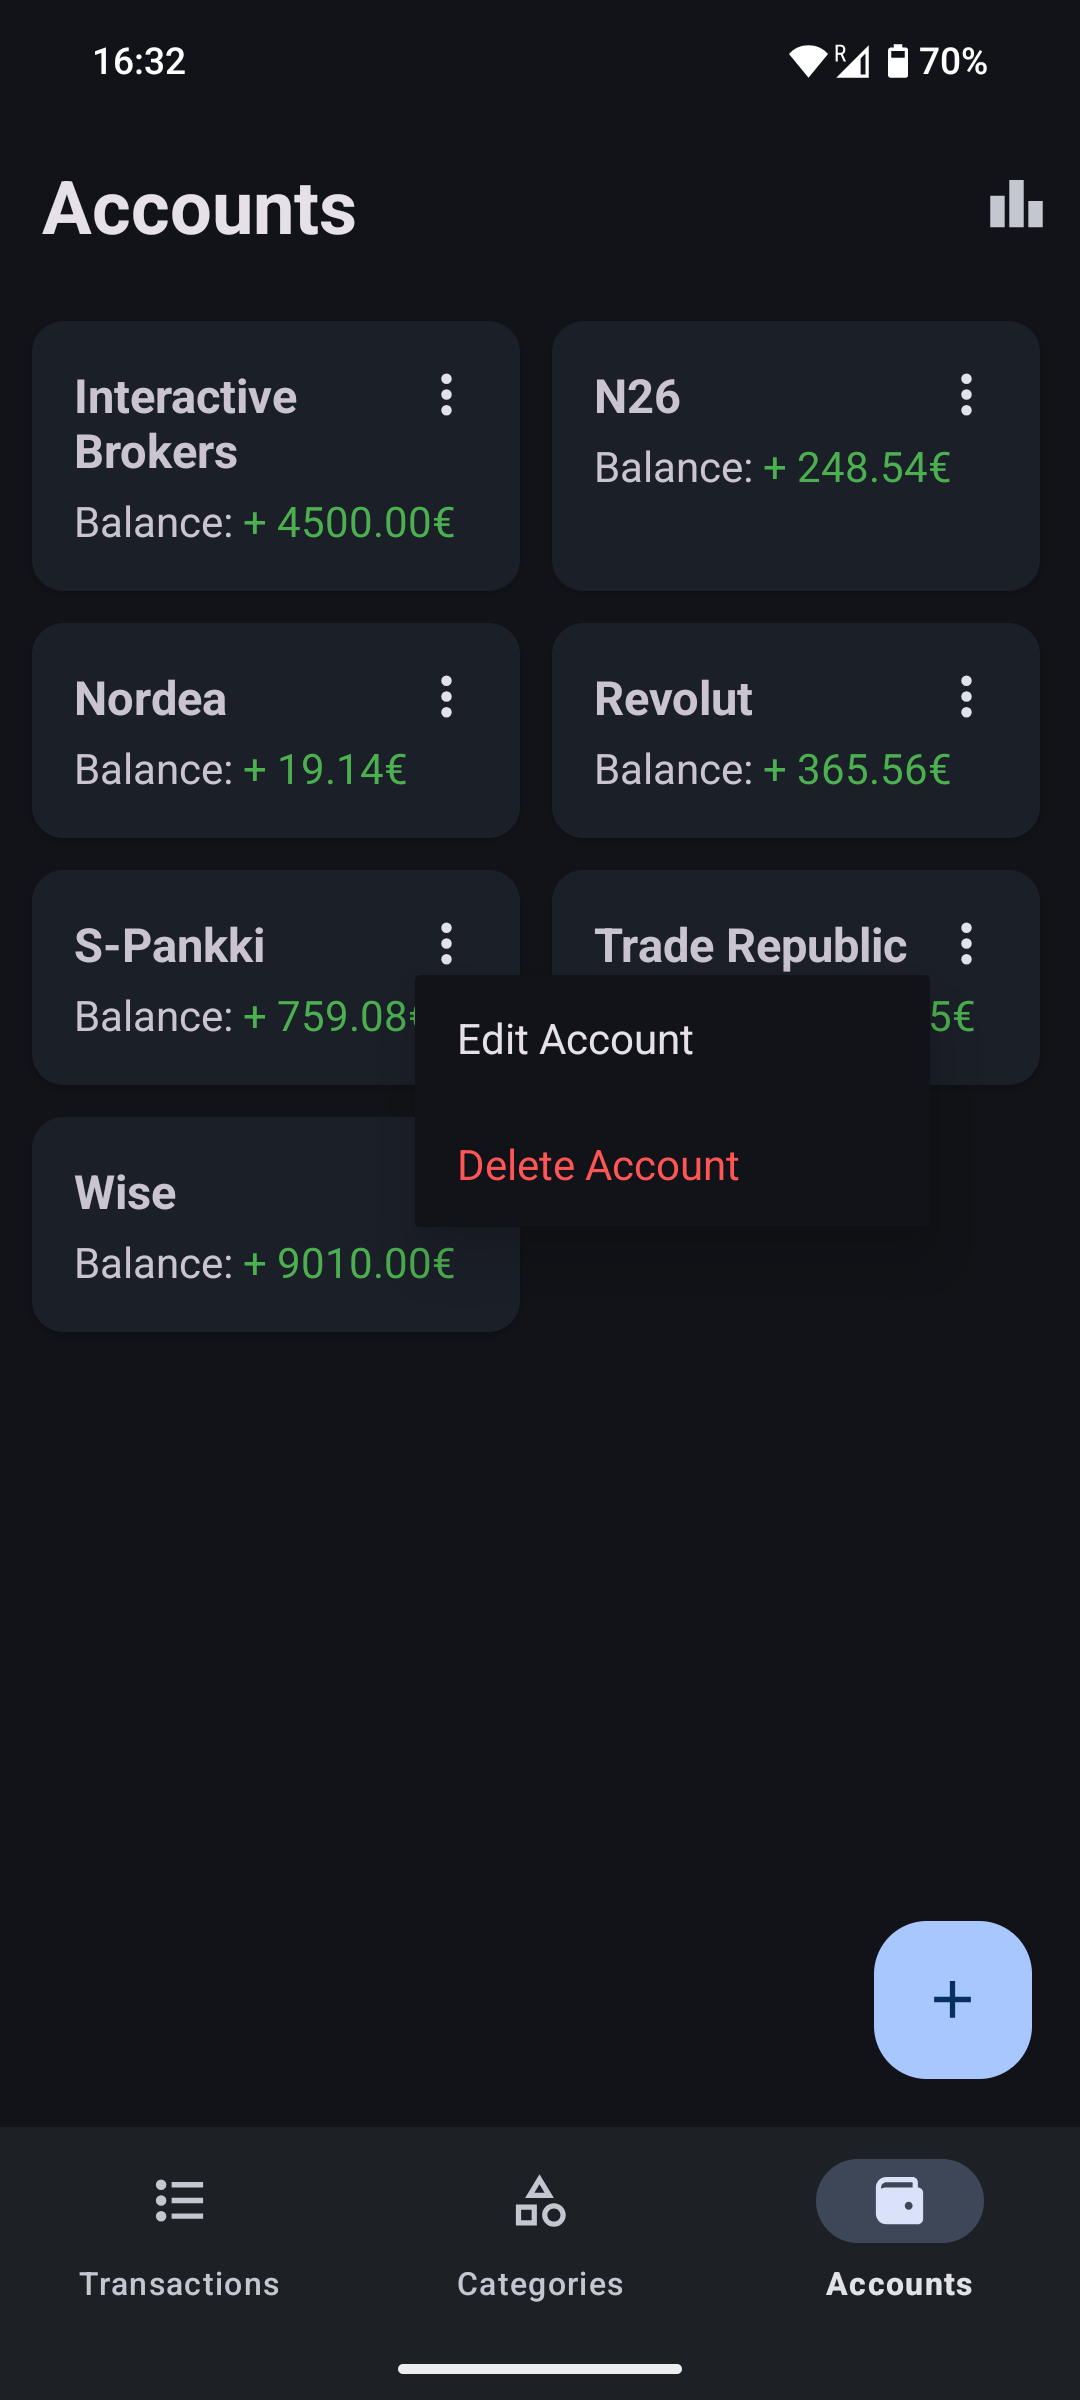 16:32
R
70%
Accounts
Interactive
Brokers
Balance: + 4500.00€
N26
Balance: + 248.54€
Nordea
Balance: + 19.14€
Revolut
Balance: + 365.56€
S-Pankki
Balance: + 759.08€
Trade Republic
5€
Edit Account
Delete Account
Wise
Balance: + 9010.00€
Transactions
Categories
Accounts